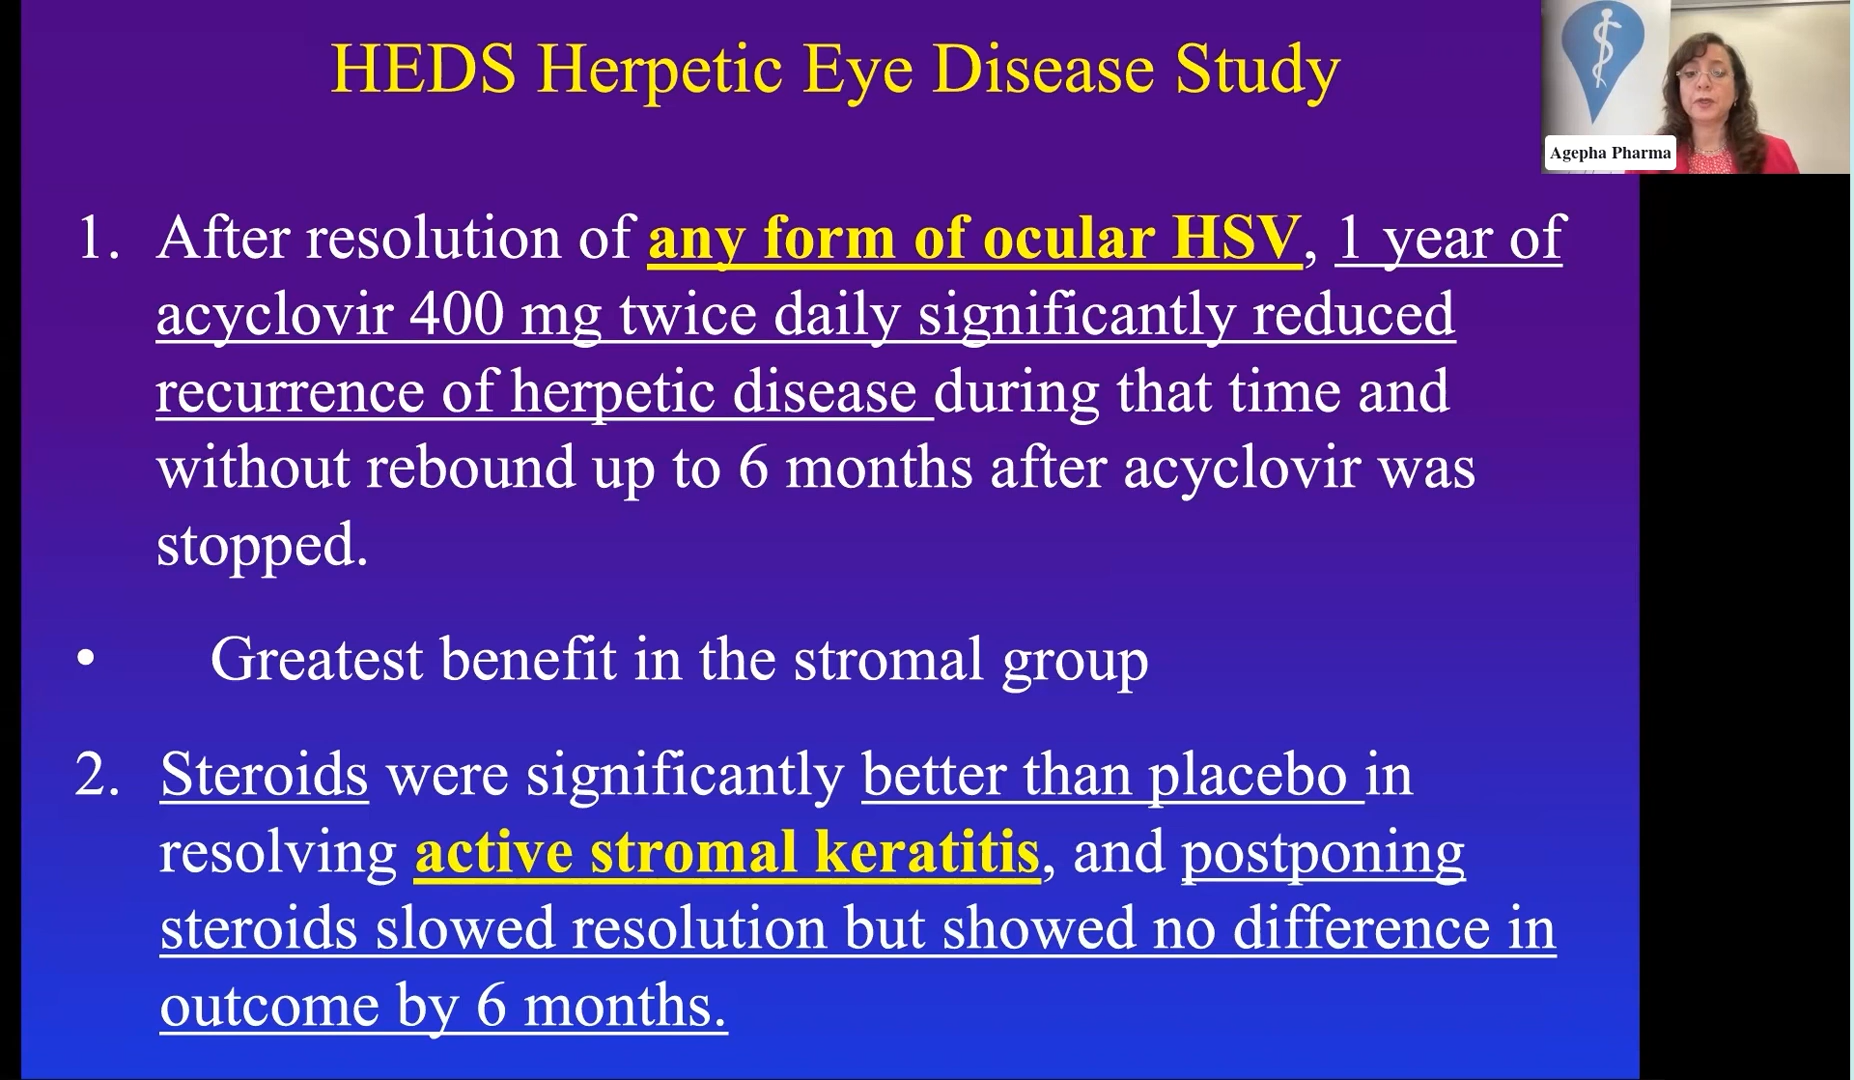 HEDS Herpetic Eye Disease Study
Agepha Pharma
1. After resolution of any form of ocular HSV, 1 year of
acyclovir 400 mg twice daily significantly reduced
recurrence of herpetic disease during that time and
without rebound up to 6 months after acyclovir was
stopped.
• Greatest benefit in the stromal group
2. Steroids were significantly better than placebo in
resolving active stromal keratitis, and postponing
steroids slowed resolution but showed no difference in
outcome by 6 months.